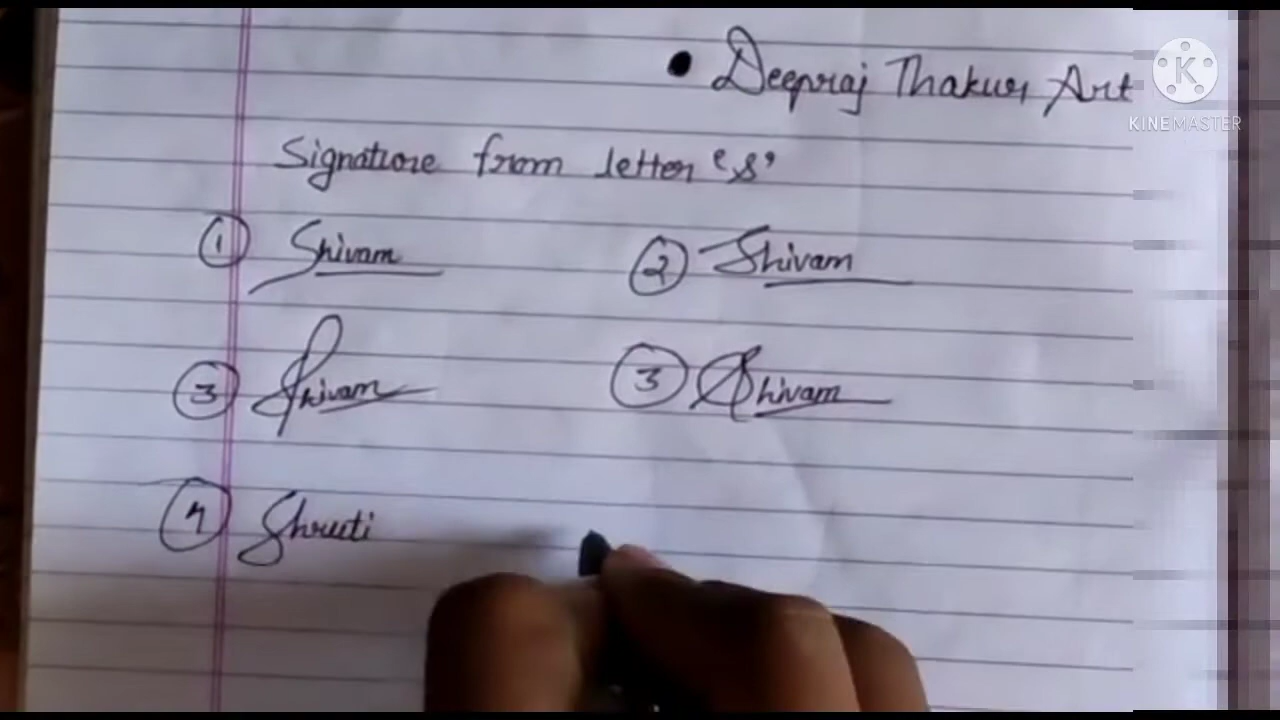 • Deepraj Thakur Art
K
KINEMASTER
Signature from letter 'S'
① Shivam ② Shivam
③ Shivam ③ Shivam
④ Shruti